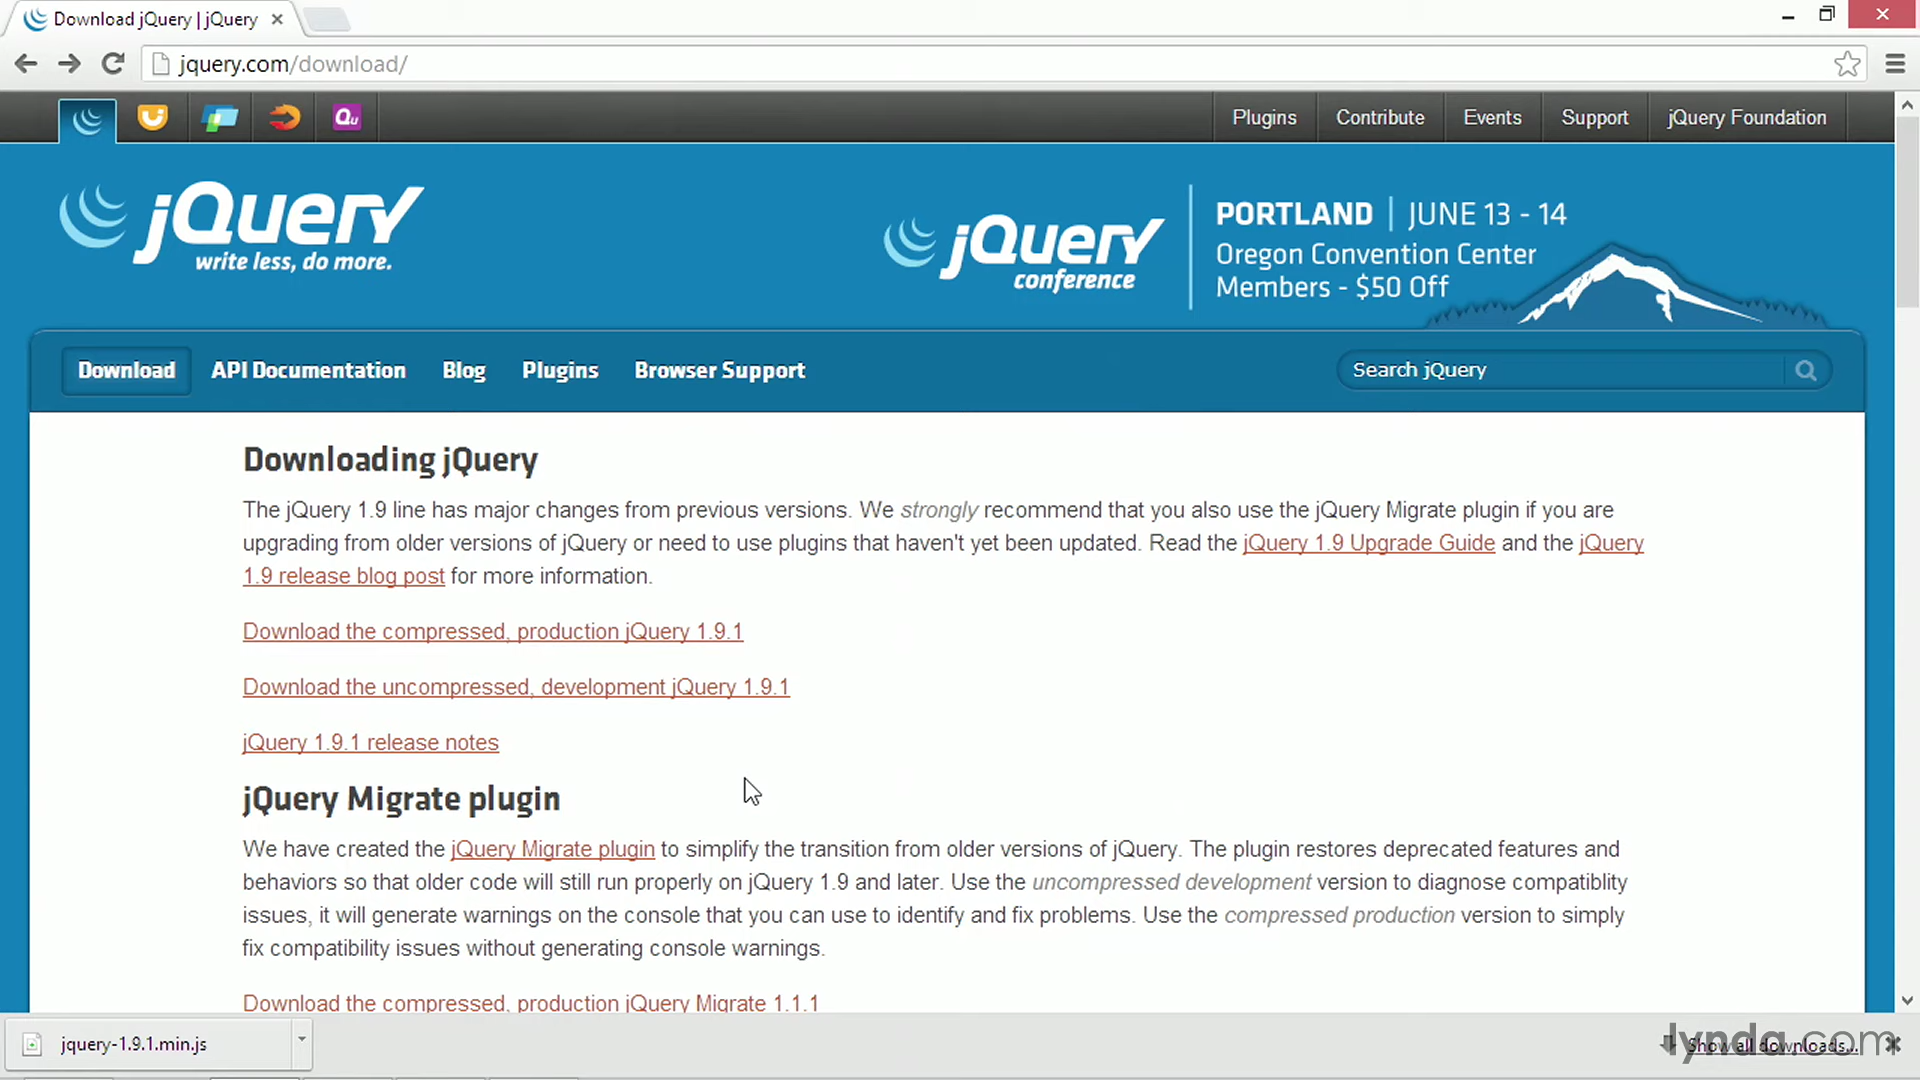 Download jQuery | jQuery
jquery.com/download/
Qu
Plugins Contribute Events Support jQuery Foundation
jQuery
write less, do more.
jQuery
conference
PORTLAND | JUNE 13 - 14
Oregon Convention Center
Members - $50 Off
Download API Documentation Blog Plugins Browser Support
Search jQuery
Downloading jQuery
The jQuery 1.9 line has major changes from previous versions. We strongly recommend that you also use the jQuery Migrate plugin if you are
upgrading from older versions of jQuery or need to use plugins that haven't yet been updated. Read the jQuery 1.9 Upgrade Guide and the jQuery
1.9 release blog post for more information.
Download the compressed, production jQuery 1.9.1
Download the uncompressed, development jQuery 1.9.1
jQuery 1.9.1 release notes
jQuery Migrate plugin
We have created the jQuery Migrate plugin to simplify the transition from older versions of jQuery. The plugin restores deprecated features and
behaviors so that older code will still run properly on jQuery 1.9 and later. Use the uncompressed development version to diagnose compatiblity
issues, it will generate warnings on the console that you can use to identify and fix problems. Use the compressed production version to simply
fix compatibility issues without generating console warnings.
Download the compressed, production jQuery Migrate 1.1.1
jquery-1.9.1.min.js
Show all downloads...
lynda.com